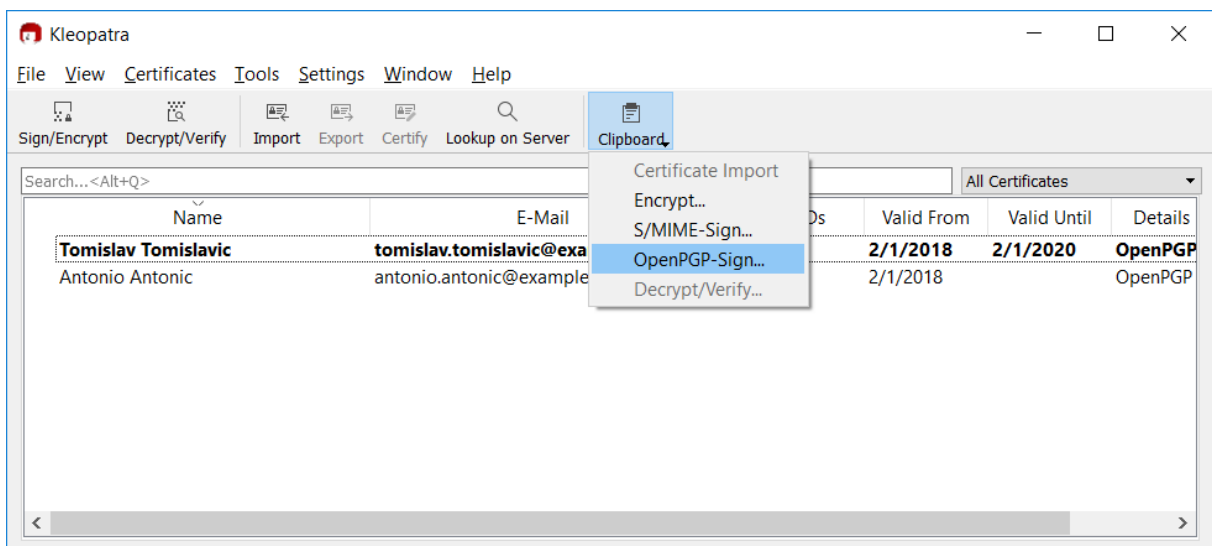 Kleopatra
File View Certificates Tools Settings Window Help
Sign/Encrypt Decrypt/Verify Import Export Certify Lookup on Server Clipboard
Search...<Alt+Q> All Certificates
Certificate Import
Encrypt...
S/MIME-Sign...
OpenPGP-Sign...
Decrypt/Verify...
Name E-Mail Valid From Valid Until Details
Tomislav Tomislavic tomislav.tomislavic@exa 2/1/2018 2/1/2020 OpenPGP
Antonio Antonic antonio.antonic@example 2/1/2018 OpenPGP